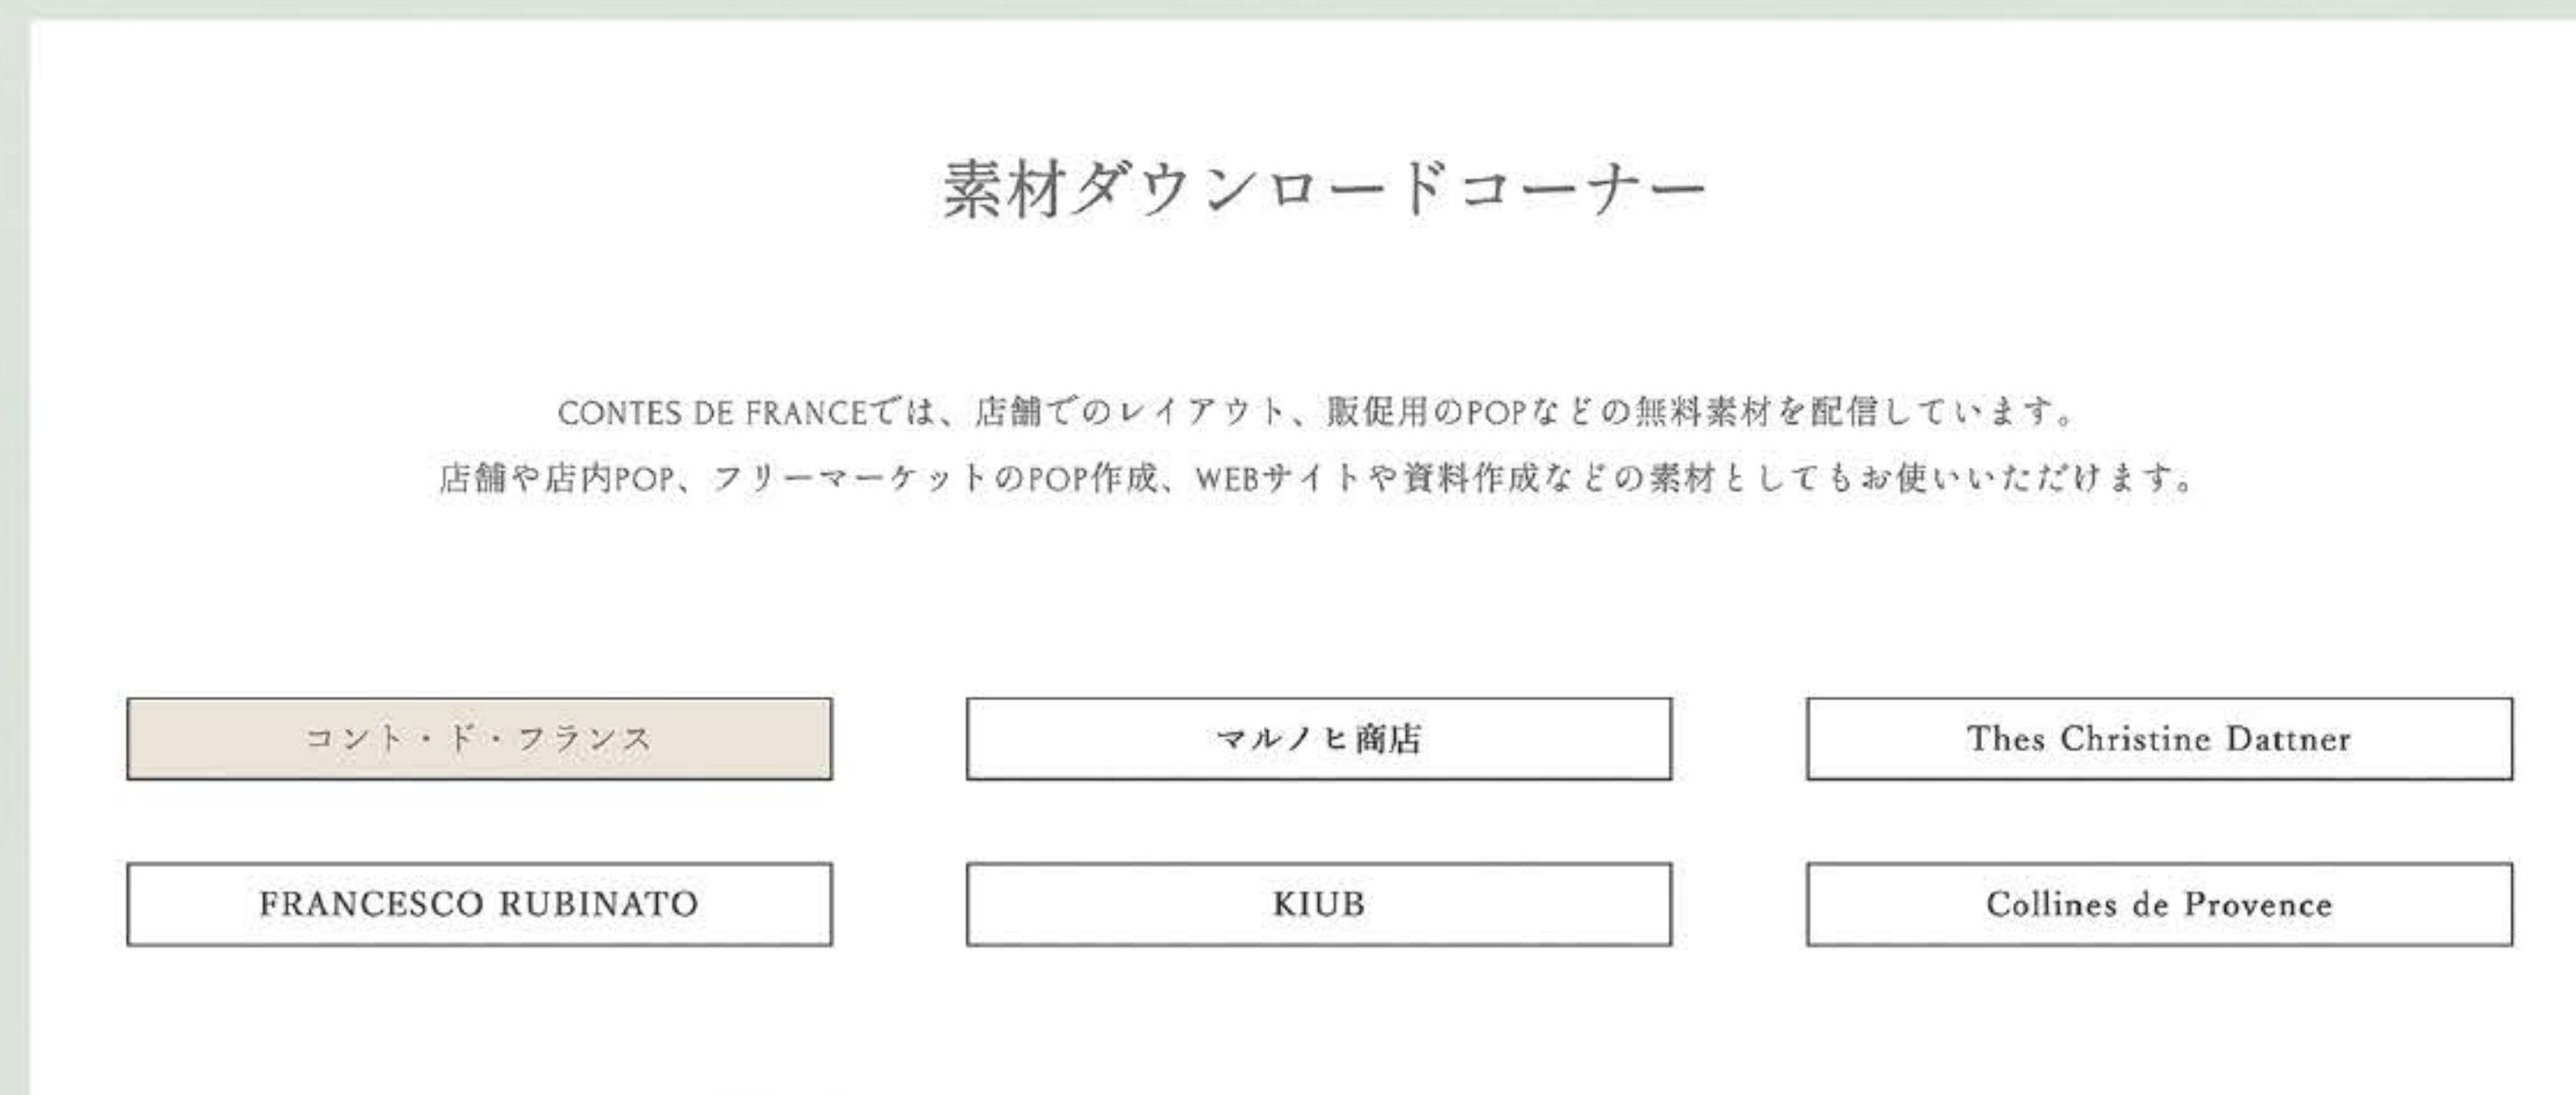 素材ダウンロードコーナー
CONTES DE FRANCEでは、店舗でのレイアウト、販促用のPOPなどの無料素材を配信しています。
店舗や店内POP、フリーマーケットのPOP作成、WEBサイトや資料作成などの素材としてもお使いいただけます。
コント・ド・フランス
マルノヒ商店
Thes Christine Dattner
FRANCESCO RUBINATO
KIUB
Collines de Provence